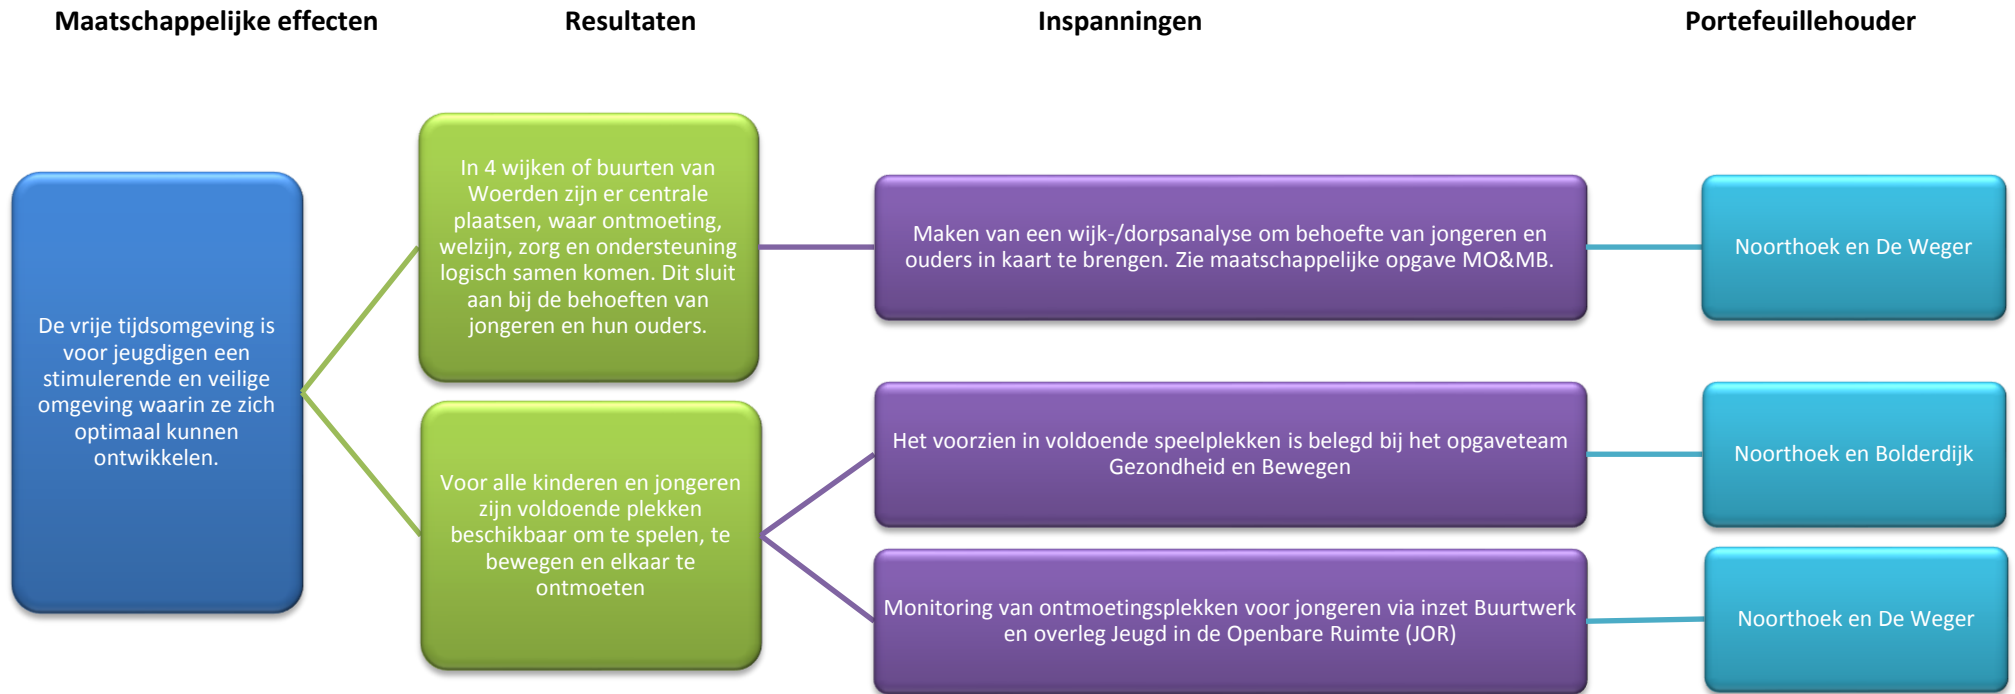 Maatschappelijke effecten
Resultaten
Inspanningen
Portefeuillehouder
De vrije tijdsomgeving is
voor jeugdigen een
stimulerende en veilige
omgeving waarin ze zich
optimaal kunnen
ontwikkelen.
In 4 wijken of buurten van
Woerden zijn er centrale
plaatsen, waar ontmoeting,
welzijn, zorg en ondersteuning
logisch samen komen. Dit sluit
aan bij de behoeften van
jongeren en hun ouders.
Maken van een wijk-/dorpsanalyse om behoefte van jongeren en
ouders in kaart te brengen. Zie maatschappelijke opgave MO&MB.
Noorthoek en De Weger
Voor alle kinderen en jongeren
zijn voldoende plekken
beschikbaar om te spelen, te
bewegen en elkaar te
ontmoeten
Het voorzien in voldoende speelplekken is belegd bij het opgaveteam
Gezondheid en Bewegen
Noorthoek en Bolderdijk
Monitoring van ontmoetingsplekken voor jongeren via inzet Buurtwerk
en overleg Jeugd in de Openbare Ruimte (JOR)
Noorthoek en De Weger